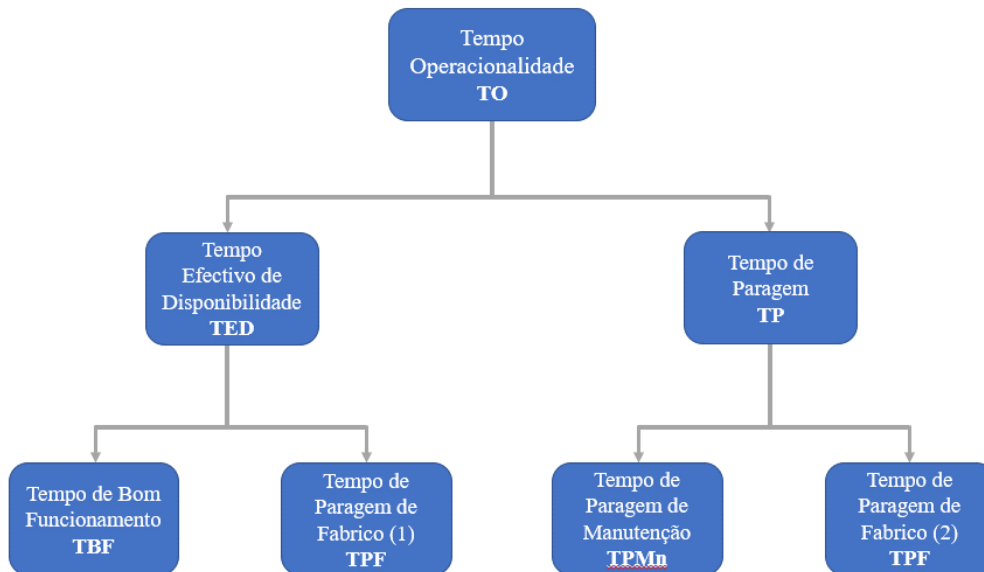 Tempo
Operacionalidade
TO
Tempo
Efectivo de
Disponibilidade
TED
Tempo de
Paragem
TP
Tempo de Bom
Funcionamento
TBF
Tempo de
Paragem de
Fabrico (1)
TPF
Tempo de
Paragem de
Manutenção
TPMn
Tempo de
Paragem de
Fabrico (2)
TPF